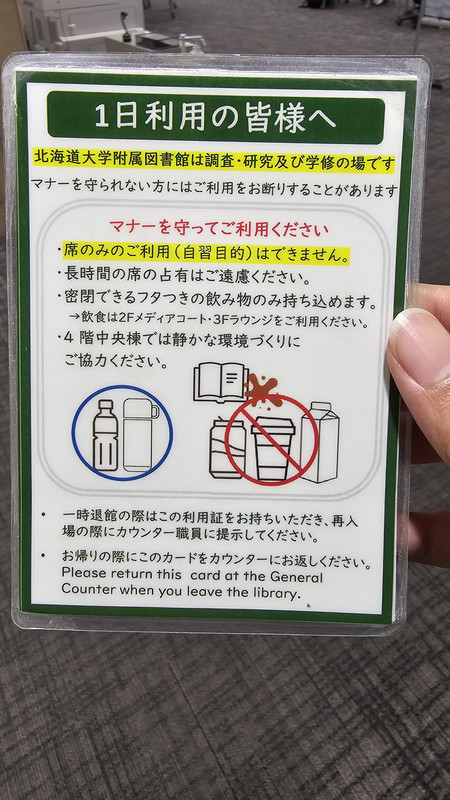 1日利用の皆様へ
北海道大学附属図書館は調査・研究及び学修の場です
マナーを守られない方にはご利用をお断りすることがあります
マナーを守ってご利用ください
・席のみのご利用（自習目的）はできません。
・長時間の席の占有はご遠慮ください。
・密閉できるフタつきの飲み物のみ持ち込めます。
→飲食は2Fメディアコート・3Fラウンジをご利用ください。
・4 階中央棟では静かな環境づくりに
ご協力ください。
• 一時退館の際はこの利用証をお持ちいただき、再入
場の際にカウンター職員に提示してください。
• お帰りの際にこのカードをカウンターにお返しください。
Please return this card at the General
Counter when you leave the library.